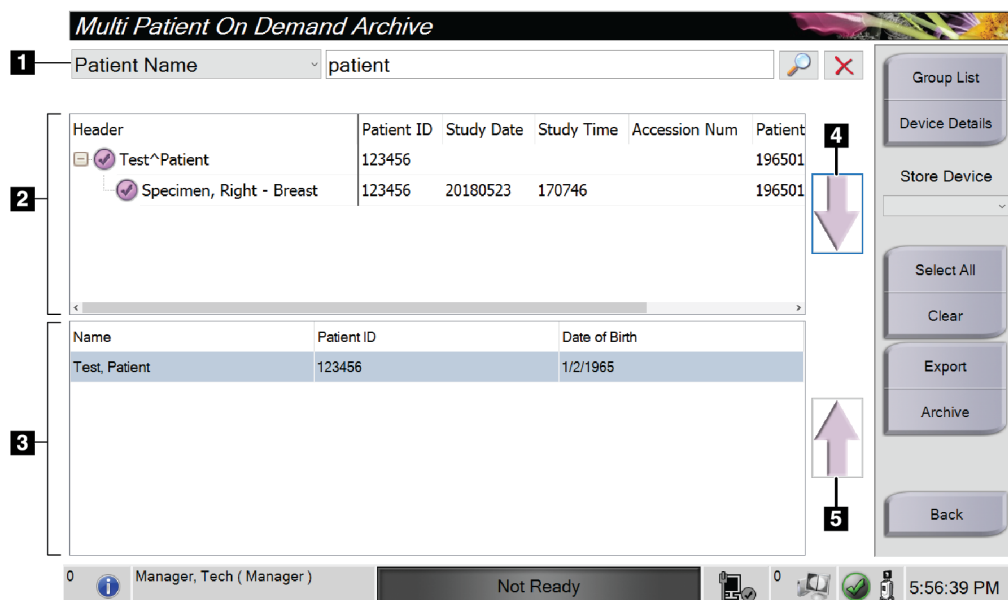 Multi Patient On Demand Archive
1 Patient Name patient
Group List
Device Details
Store Device
Select All
Clear
Export
Archive
Back
2
Header Patient ID Study Date Study Time Accession Num Patient
Test^Patient 123456 196501
Specimen, Right - Breast 123456 20180523 170746 196501
4
3
Name Patient ID Date of Birth
Test, Patient 123456 1/2/1965
5
0 Manager, Tech ( Manager ) Not Ready 0 5:56:39 PM